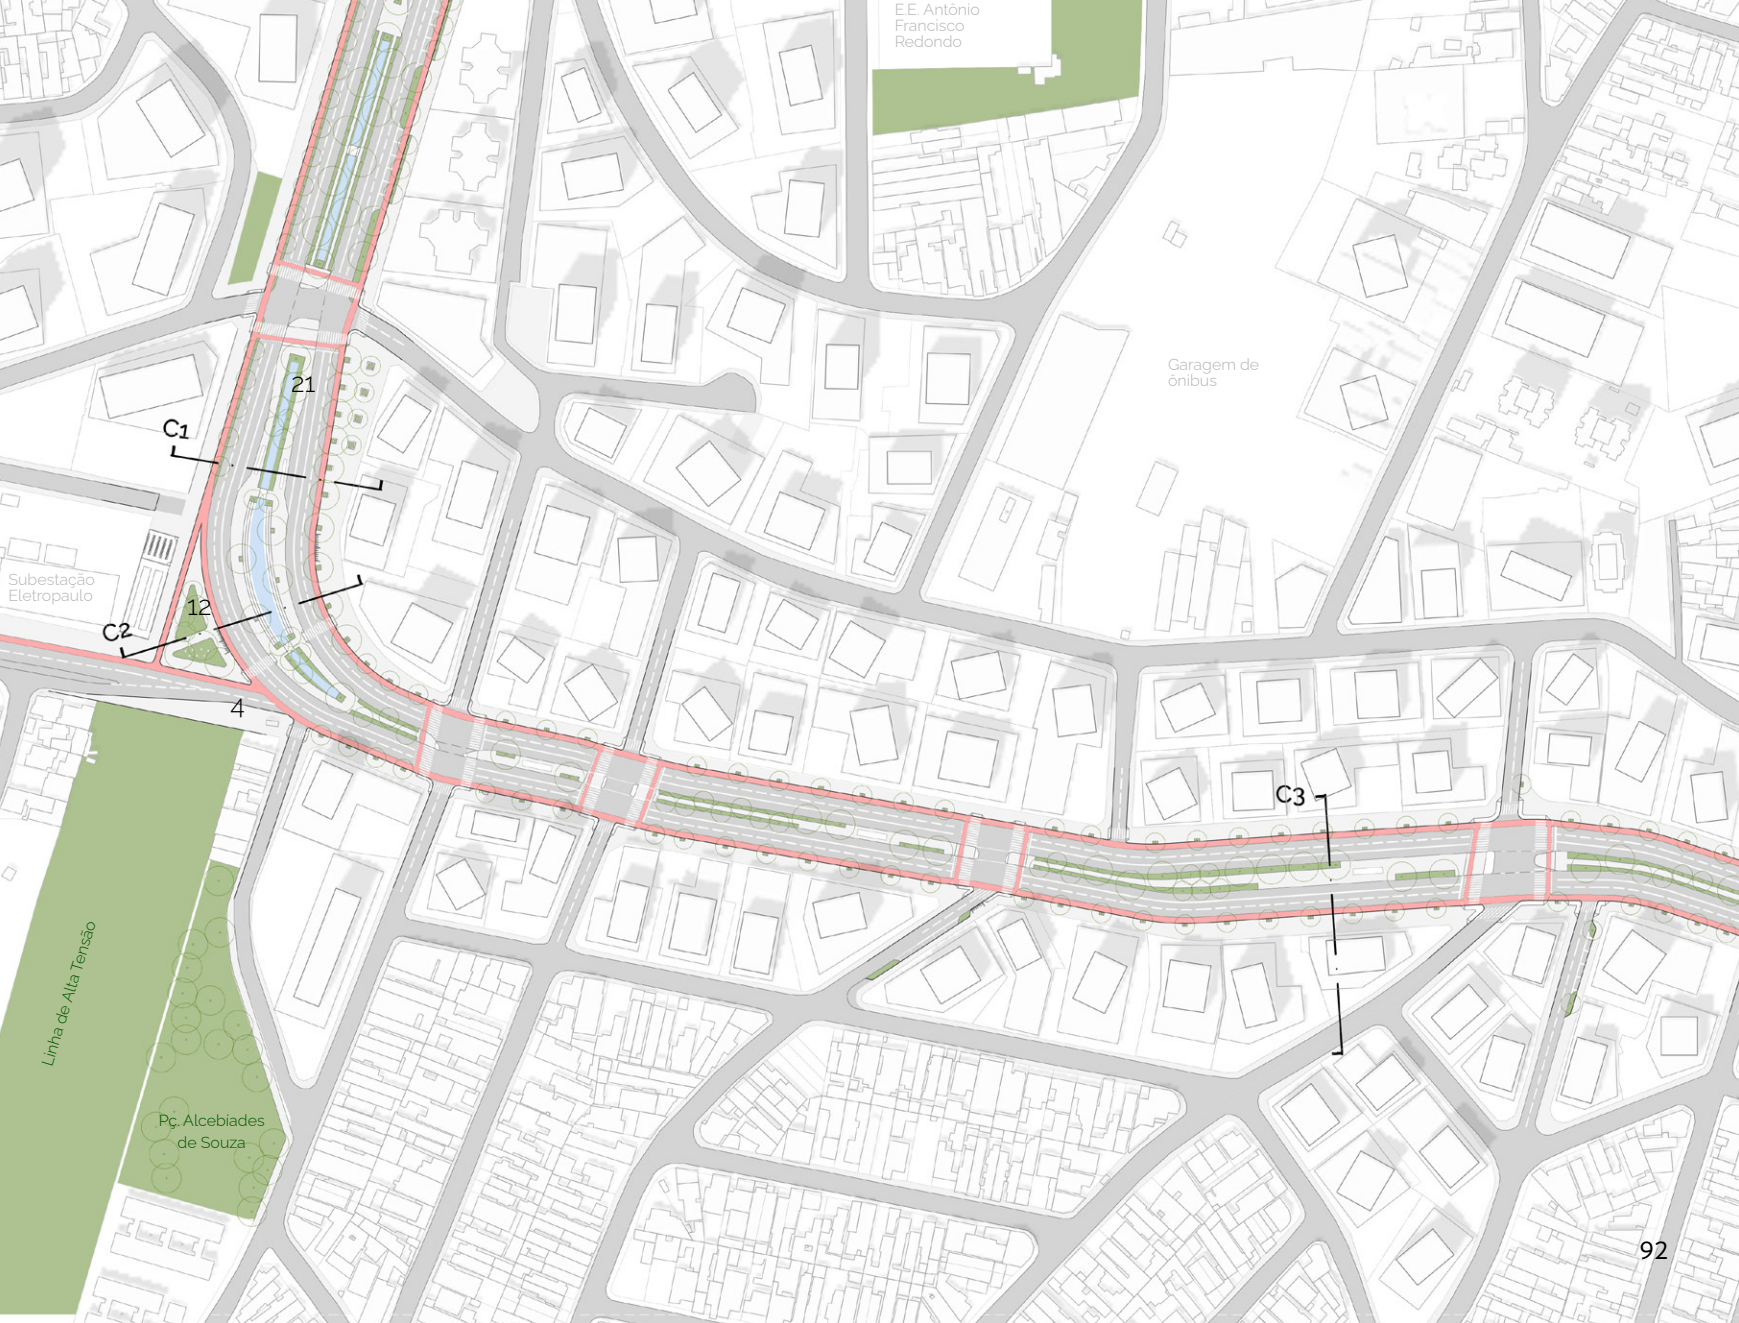 E.E. Antônio
Francisco
Redondo
Garagem de
ônibus
21
C1
Subestação
Eletropaulo
12
C2
4
C3
Linha de Alta Tensão
Pç. Alcebíades
de Souza
92